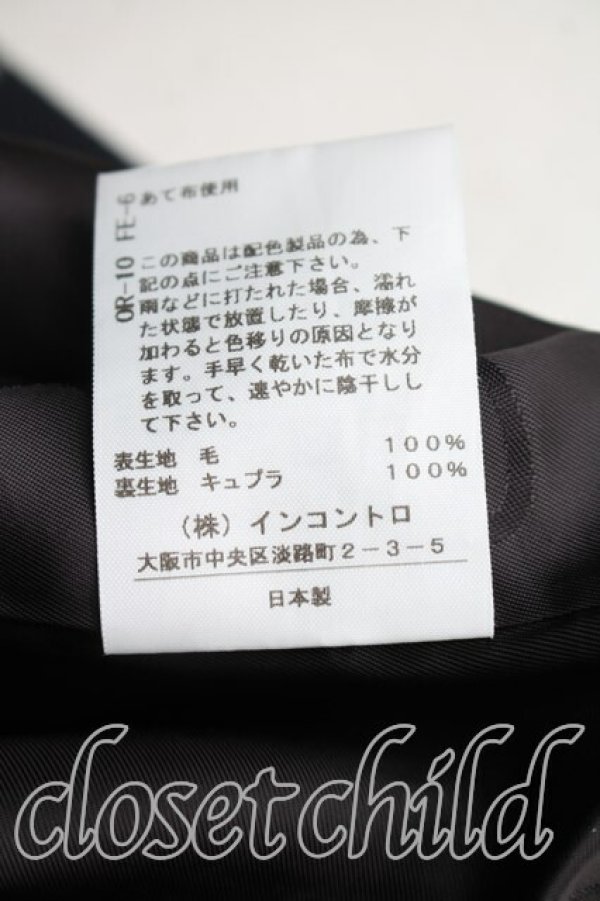 あて布使用
この商品は配色製品の為、下
記の点にご注意下さい。
雨などに打たれた場合、濡れ
た状態で放置したり、摩擦が
加わると色移りの原因となり
ます。手早く乾いた布で水分
を取って、速やかに陰干しし
て下さい。
OR-10 FE-6
表生地 毛 100%
裏生地 キュプラ 100%
(株)インコントロ
大阪市中央区淡路町2-3-5
日本製
closet child